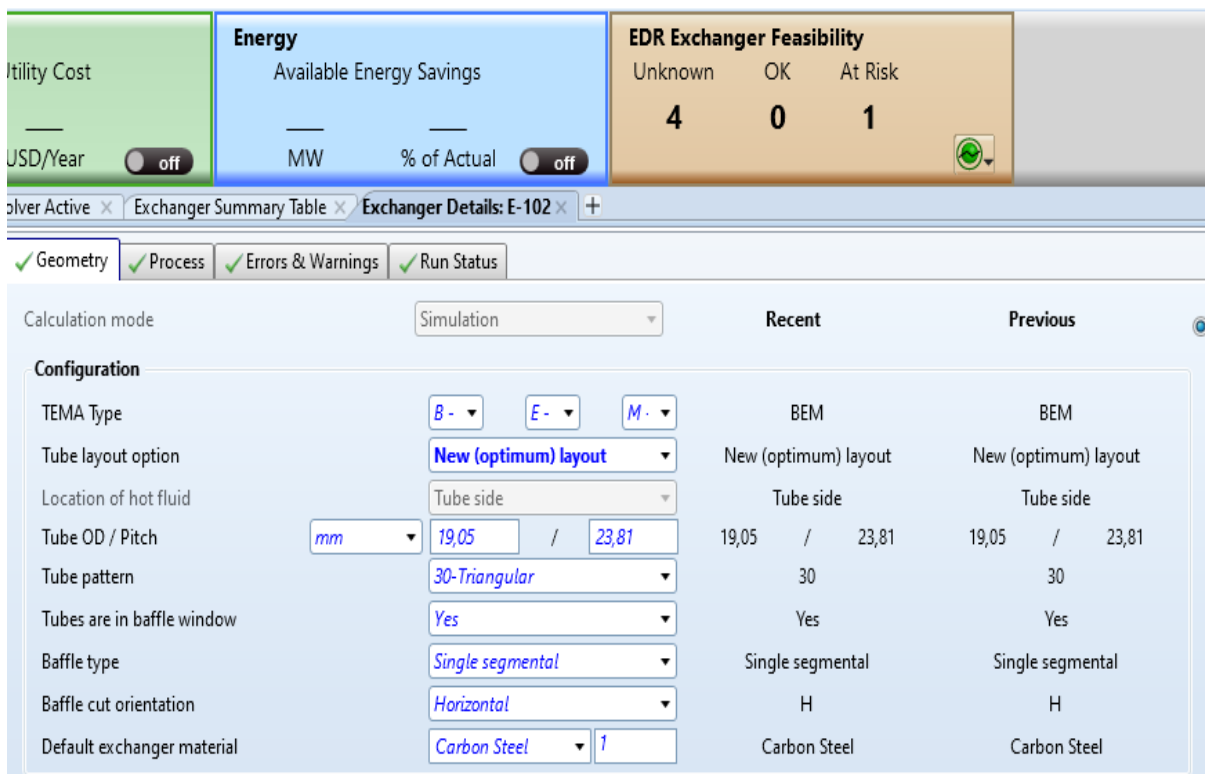 Energy EDR Exchanger Feasibility
Utility Cost Available Energy Savings Unknown OK At Risk
4 0 1
USD/Year off MW % of Actual off
Active Exchanger Summary Table Exchanger Details: E-102 +
Geometry Process Errors & Warnings Run Status
Calculation mode Simulation Recent Previous
Configuration
TEMA Type B - E - M - BEM BEM
Tube layout option New (optimum) layout New (optimum) layout New (optimum) layout
Location of hot fluid Tube side Tube side Tube side
Tube OD / Pitch mm 19,05 / 23,81 19,05 / 23,81 19,05 / 23,81
Tube pattern 30-Triangular 30 30
Tubes are in baffle window Yes Yes Yes
Baffle type Single segmental Single segmental Single segmental
Baffle cut orientation Horizontal H H
Default exchanger material Carbon Steel 1 Carbon Steel Carbon Steel